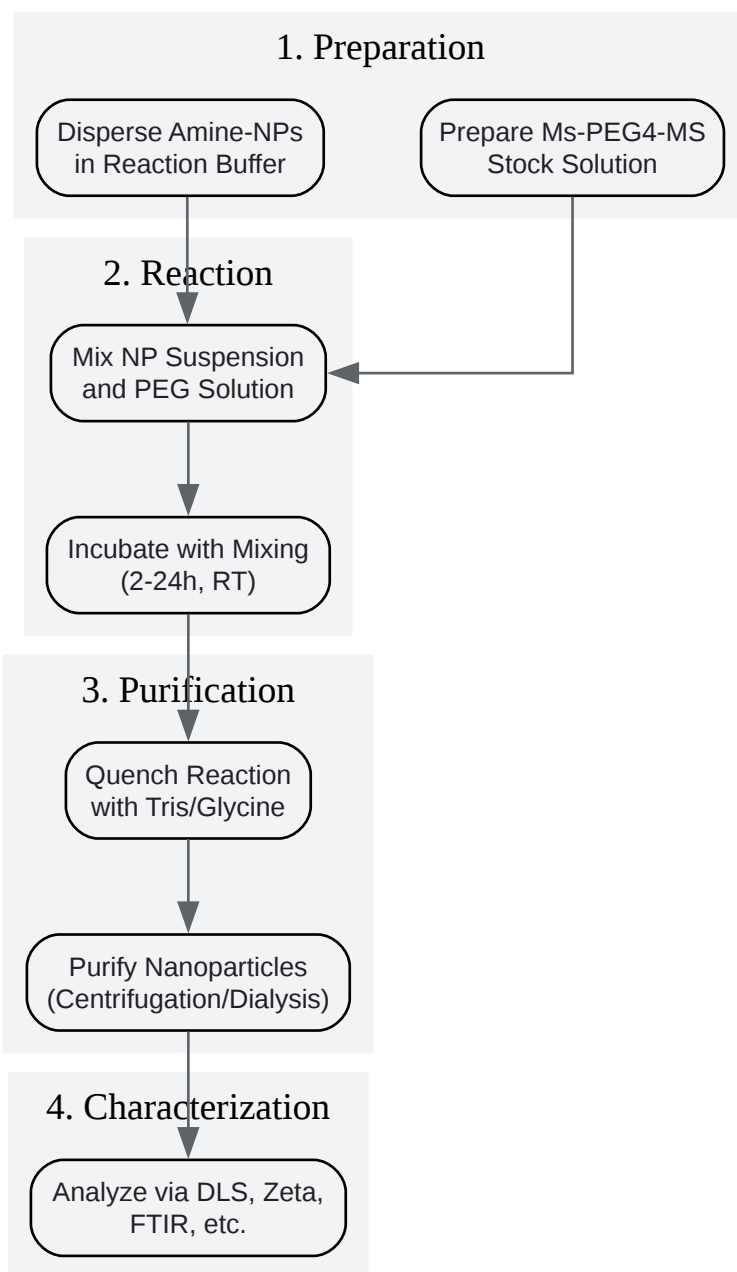 1. Preparation
Disperse Amine-NPs
in Reaction Buffer
Prepare Ms-PEG4-MS
Stock Solution
2. Reaction
Mix NP Suspension
and PEG Solution
Incubate with Mixing
(2-24h, RT)
3. Purification
Quench Reaction
with Tris/Glycine
Purify Nanoparticles
(Centrifugation/Dialysis)
4. Characterization
Analyze via DLS, Zeta,
FTIR, etc.